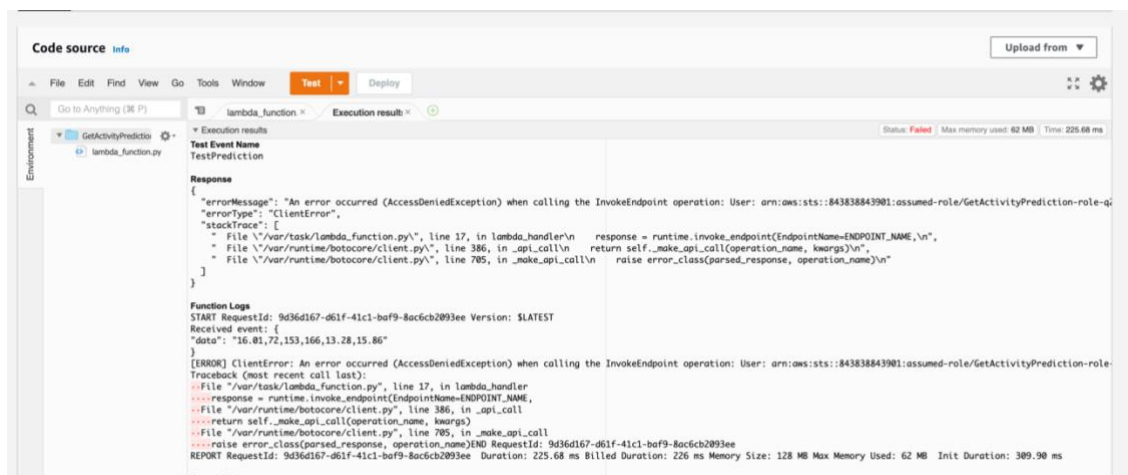 Code source Info
Upload from ▼
File Edit Find View Go Tools Window Test Deploy
Go to Anything (⌘ P)
lambda_function × Execution result: ×
Environment
GetActivityPredictio
lambda_function.py
▼ Execution results
Status: Failed Max memory used: 62 MB Time: 225.68 ms
Test Event Name
TestPrediction
Response
{
"errorMessage": "An error occurred (AccessDeniedException) when calling the InvokeEndpoint operation: User: arn:aws:sts::843838843901:assumed-role/GetActivityPrediction-role-q2
"errorType": "ClientError",
"stackTrace": [
" File \"/var/task/lambda_function.py\", line 17, in lambda_handler\n response = runtime.invoke_endpoint(EndpointName=ENDPOINT_NAME,\n",
" File \"/var/runtime/botocore/client.py\", line 386, in _api_call\n return self._make_api_call(operation_name, kwargs)\n",
" File \"/var/runtime/botocore/client.py\", line 705, in _make_api_call\n raise error_class(parsed_response, operation_name)\n"
]
}
Function Logs
START RequestId: 9d36d167-d61f-41c1-baf9-8ac6cb2093ee Version: $LATEST
Received event: {
"data": "16.01,72,153,166,13.28,15.86"
}
[ERROR] ClientError: An error occurred (AccessDeniedException) when calling the InvokeEndpoint operation: User: arn:aws:sts::843838843901:assumed-role/GetActivityPrediction-role-
Traceback (most recent call last):
··File "/var/task/lambda_function.py", line 17, in lambda_handler
····response = runtime.invoke_endpoint(EndpointName=ENDPOINT_NAME,
··File "/var/runtime/botocore/client.py", line 386, in _api_call
····return self._make_api_call(operation_name, kwargs)
··File "/var/runtime/botocore/client.py", line 705, in _make_api_call
····raise error_class(parsed_response, operation_name)END RequestId: 9d36d167-d61f-41c1-baf9-8ac6cb2093ee
REPORT RequestId: 9d36d167-d61f-41c1-baf9-8ac6cb2093ee Duration: 225.68 ms Billed Duration: 226 ms Memory Size: 128 MB Max Memory Used: 62 MB Init Duration: 309.90 ms